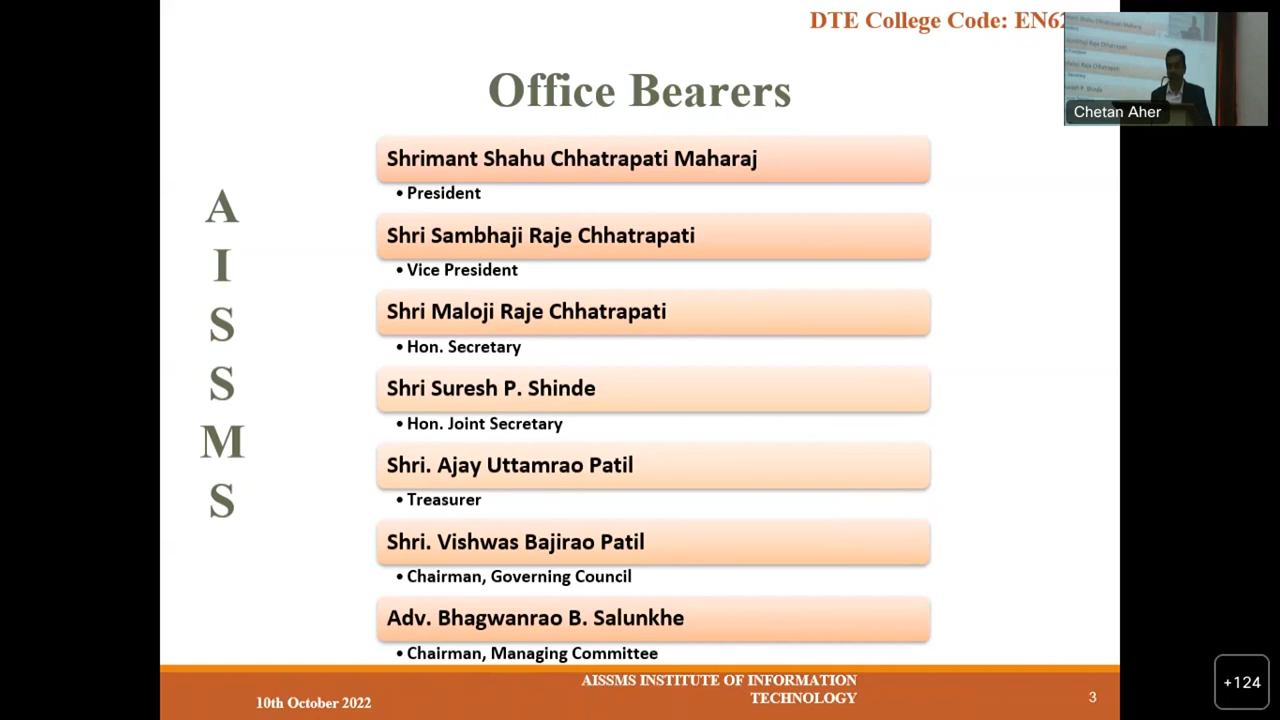 DTE College Code: EN62
Office Bearers
Chetan Aher
A
I
S
S
M
S
Shrimant Shahu Chhatrapati Maharaj
• President
Shri Sambhaji Raje Chhatrapati
• Vice President
Shri Maloji Raje Chhatrapati
• Hon. Secretary
Shri Suresh P. Shinde
• Hon. Joint Secretary
Shri. Ajay Uttamrao Patil
• Treasurer
Shri. Vishwas Bajirao Patil
• Chairman, Governing Council
Adv. Bhagwanrao B. Salunkhe
• Chairman, Managing Committee
10th October 2022
AISSMS INSTITUTE OF INFORMATION
TECHNOLOGY
3
+124